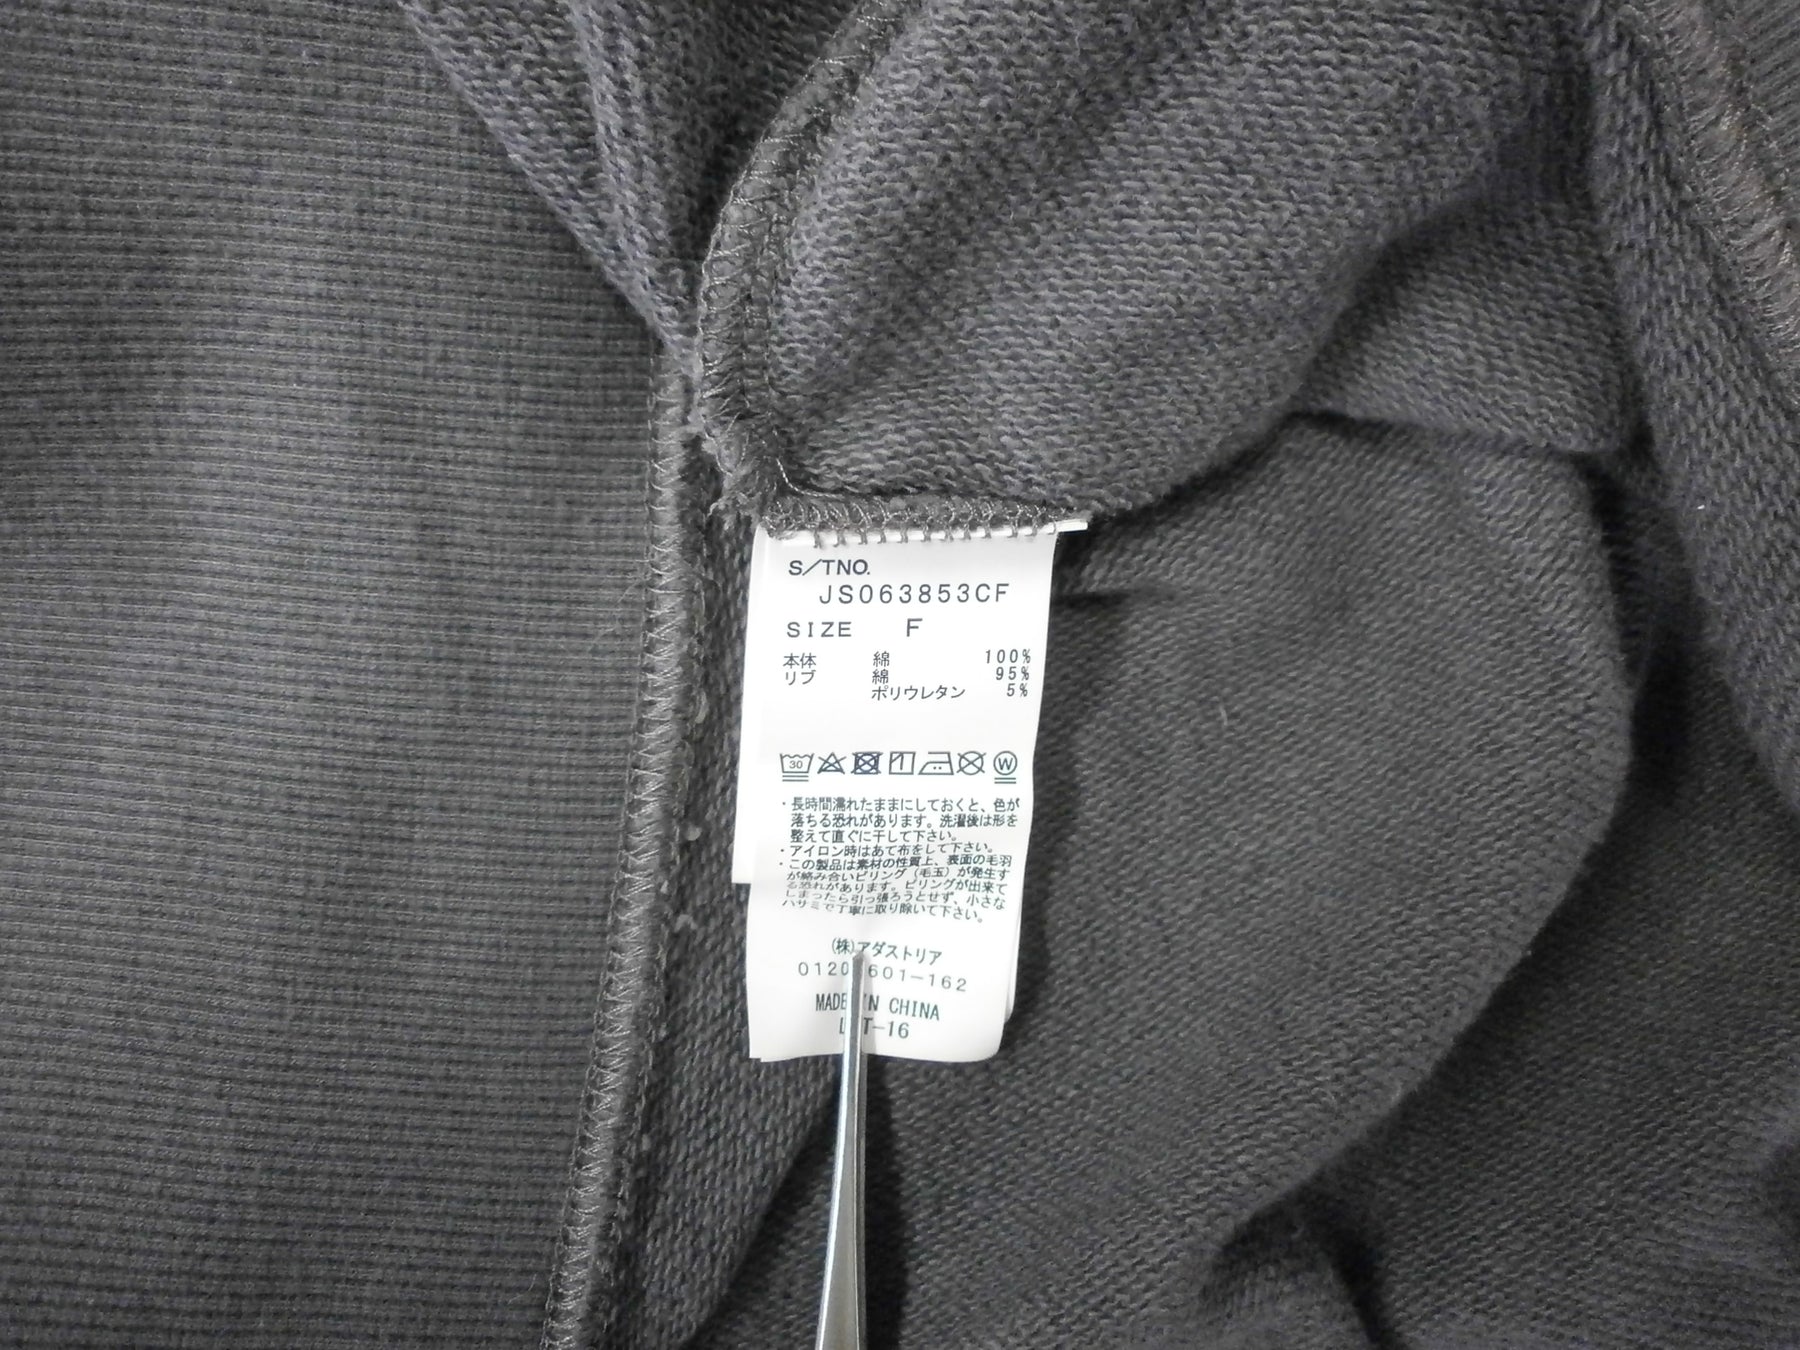 S/TNO.
JS063853CF
SIZE F
本体 綿 100%
リブ 綿 95%
ポリウレタン 5%
30 W
・長時間濡れたままにしておくと、色が
落ちる恐れがあります。洗濯後は形を
整えて直ぐに干して下さい。
・アイロン時はあて布をして下さい。
・この製品は素材の性質上、表面の毛羽
が絡み合いピリング（毛玉）が発生す
る恐れがあります。ピリングが出来て
しまったら引っ張ろうとせず、小さな
ハサミで丁寧に取り除いて下さい。
(株)アダストリア
0120 601-162
MADE IN CHINA
-16